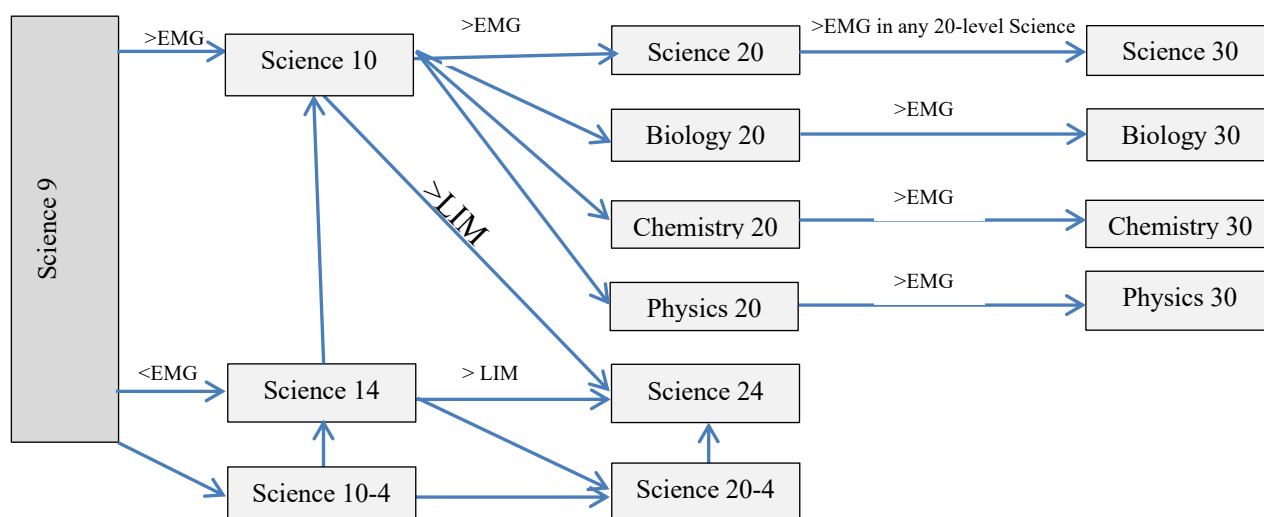 >EMG
Science 10
>EMG
Science 20
>EMG in any 20-level Science
Science 30
Biology 20
>EMG
Biology 30
Science 9
>LIM
Chemistry 20
>EMG
Chemistry 30
Physics 20
>EMG
Physics 30
<EMG
Science 14
> LIM
Science 24
Science 10-4
Science 20-4